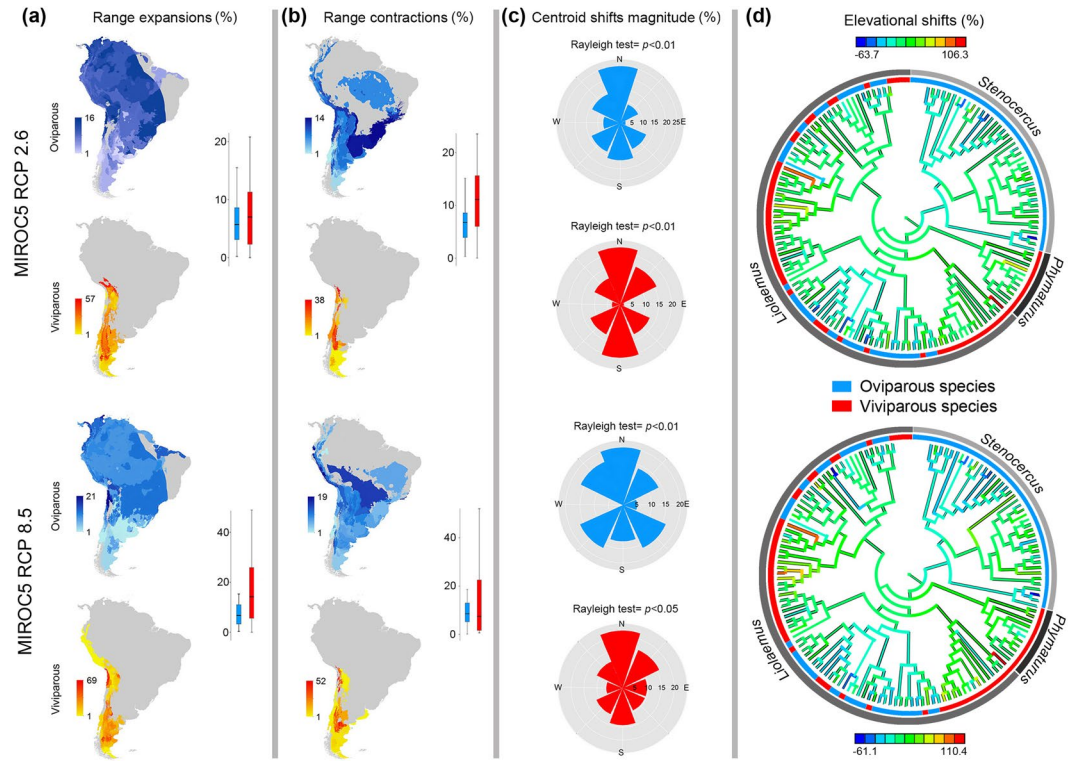 (a) Range expansions (%)
(b) Range contractions (%)
(c) Centroid shifts magnitude (%)
(d) Elevational shifts (%)
MIROC5 RCP 2.6
Oviparous
16
1
20
10
0
Viviparous
57
1
14
1
20
10
0
38
1
Rayleigh test= p<0.01
N
W
5 10 15 20 25 E
S
Rayleigh test= p<0.01
N
W
5 10 15 20 E
S
-63.7
106.3
Stenocercus
Phymaturus
Liolaemus
Oviparous species
Viviparous species
MIROC5 RCP 8.5
Oviparous
21
1
40
20
0
Viviparous
69
1
19
1
40
20
0
52
1
Rayleigh test= p<0.01
N
W
5 10 15 20 E
S
Rayleigh test= p<0.05
N
W
5 10 15 20 E
S
Stenocercus
Phymaturus
Liolaemus
-61.1
110.4